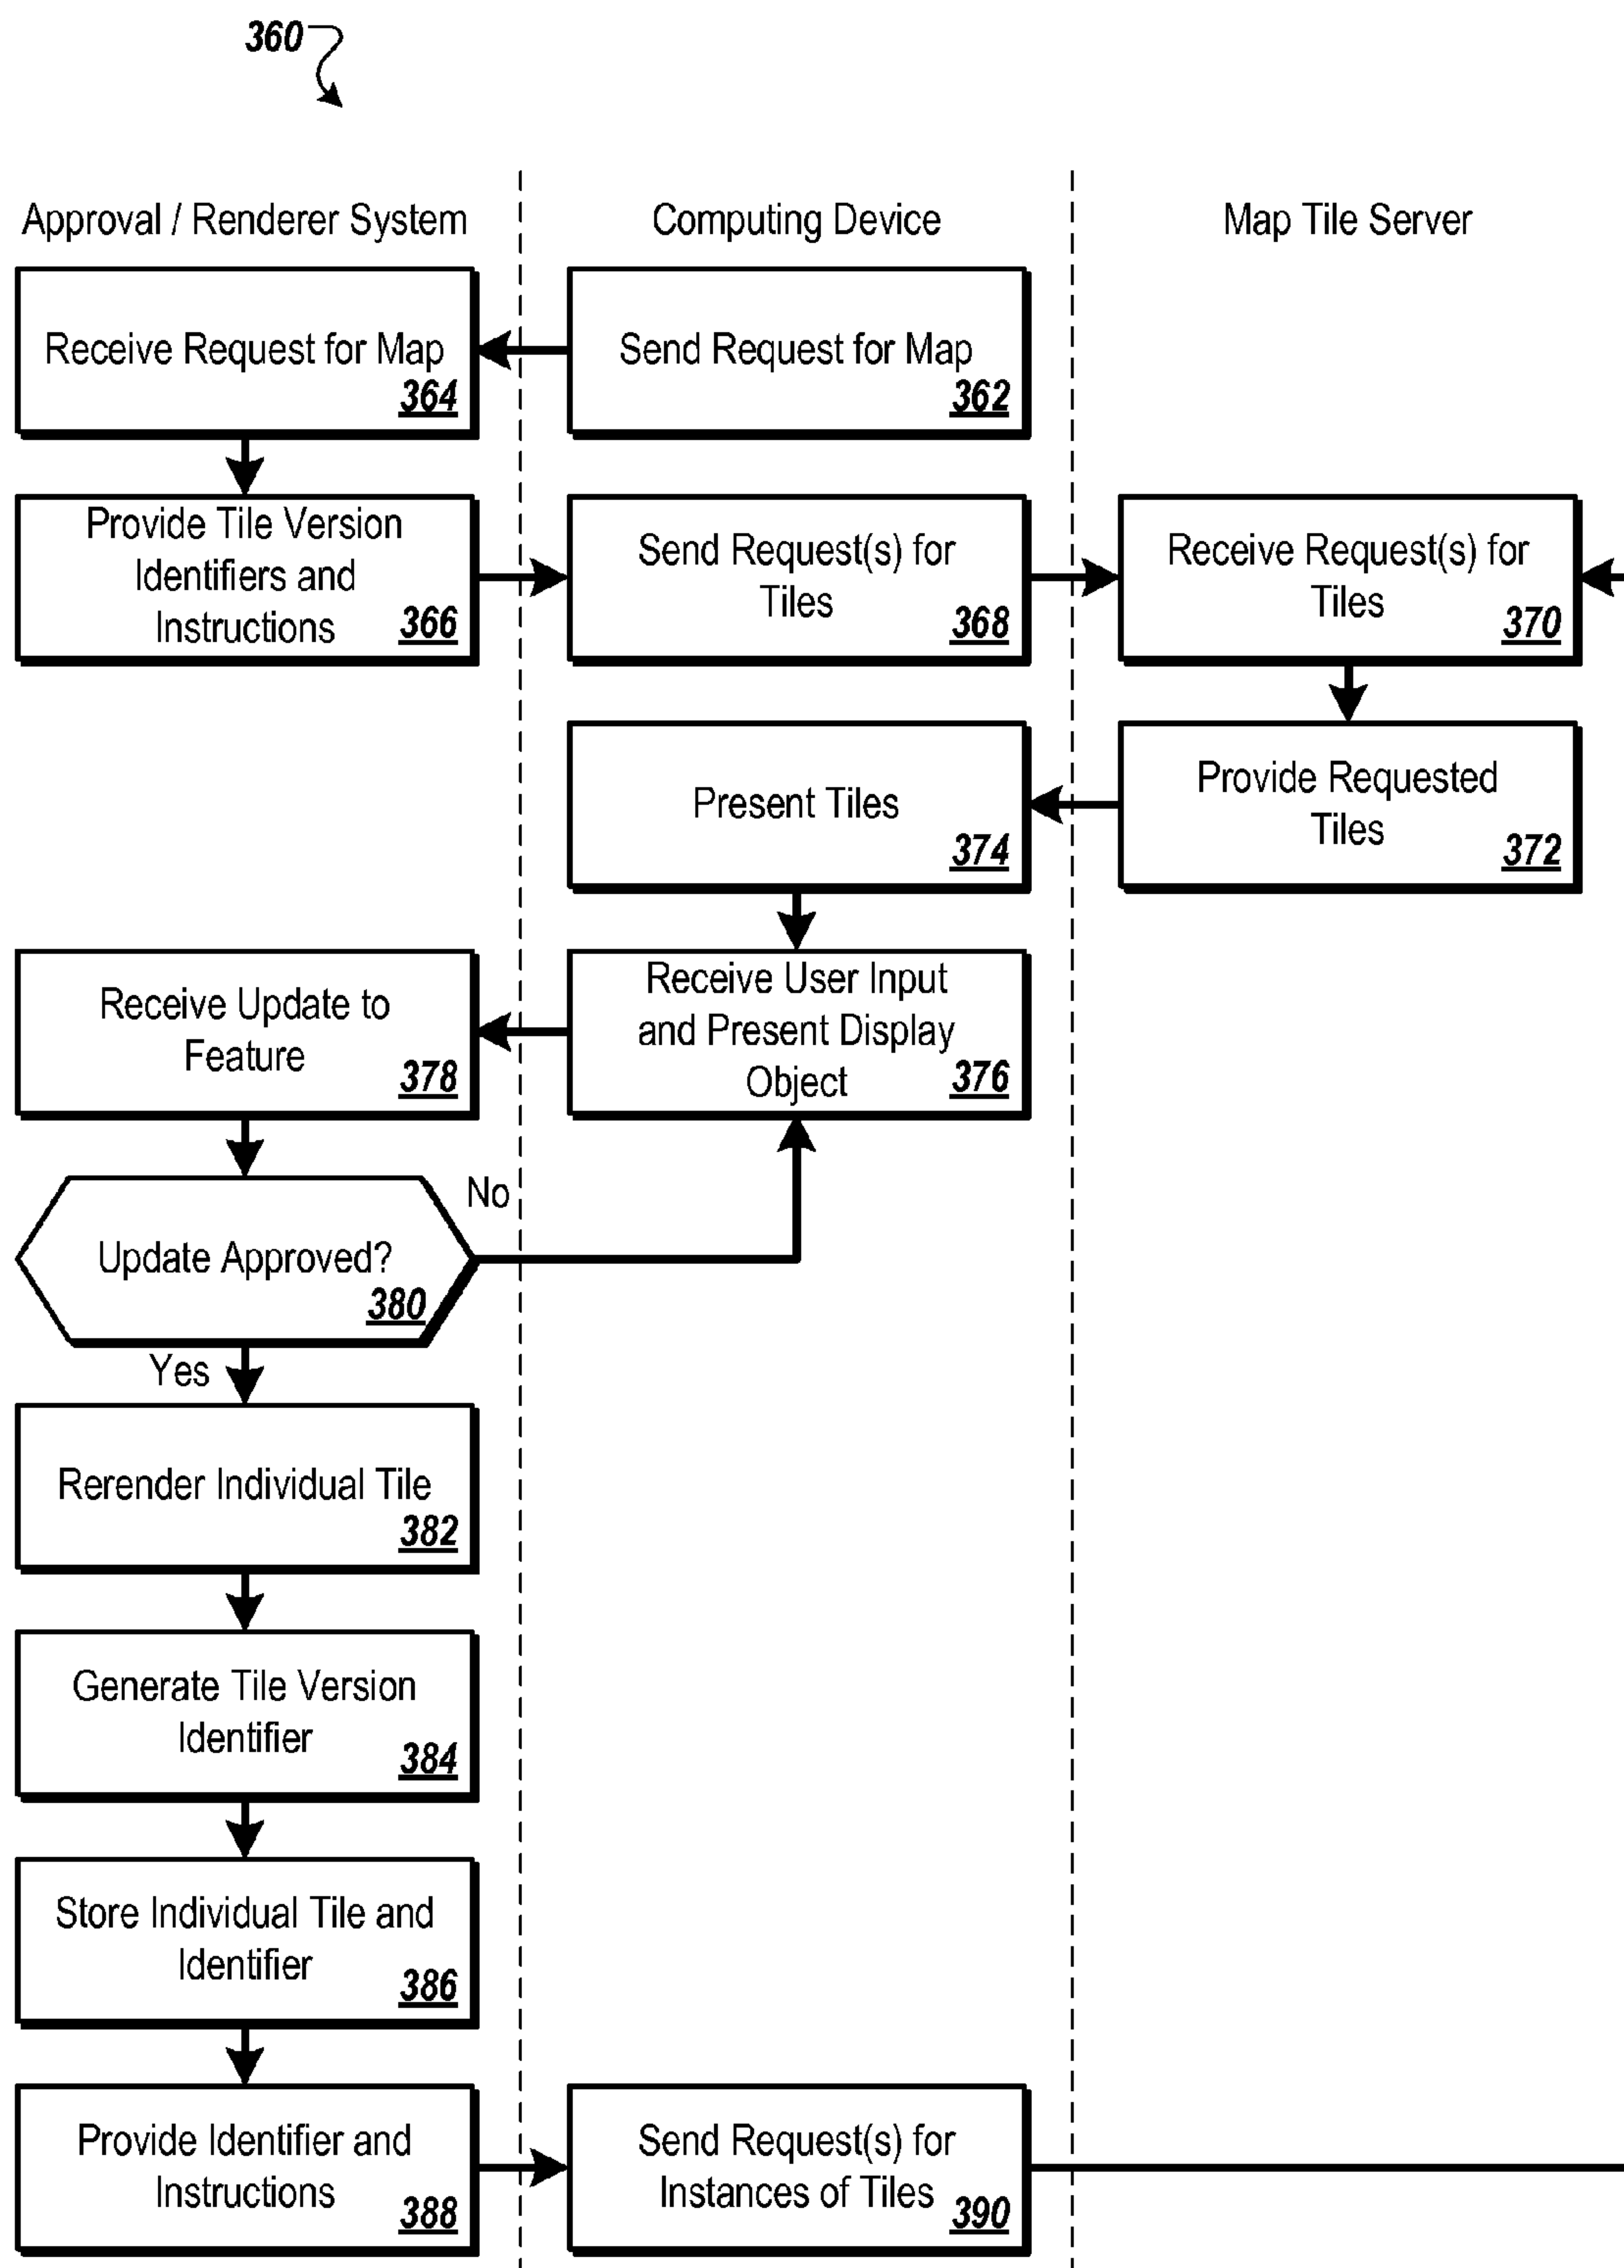 360
Approval / Renderer System
Computing Device
Map Tile Server
Receive Request for Map
364
Send Request for Map
362
Provide Tile Version
Identifiers and
Instructions
366
Send Request(s) for
Tiles
368
Receive Request(s) for
Tiles
370
Present Tiles
374
Provide Requested
Tiles
372
Receive Update to
Feature
378
Receive User Input
and Present Display
Object
376
Update Approved?
380
No
Yes
Rerender Individual Tile
382
Generate Tile Version
Identifier
384
Store Individual Tile and
Identifier
386
Provide Identifier and
Instructions
388
Send Request(s) for
Instances of Tiles
390